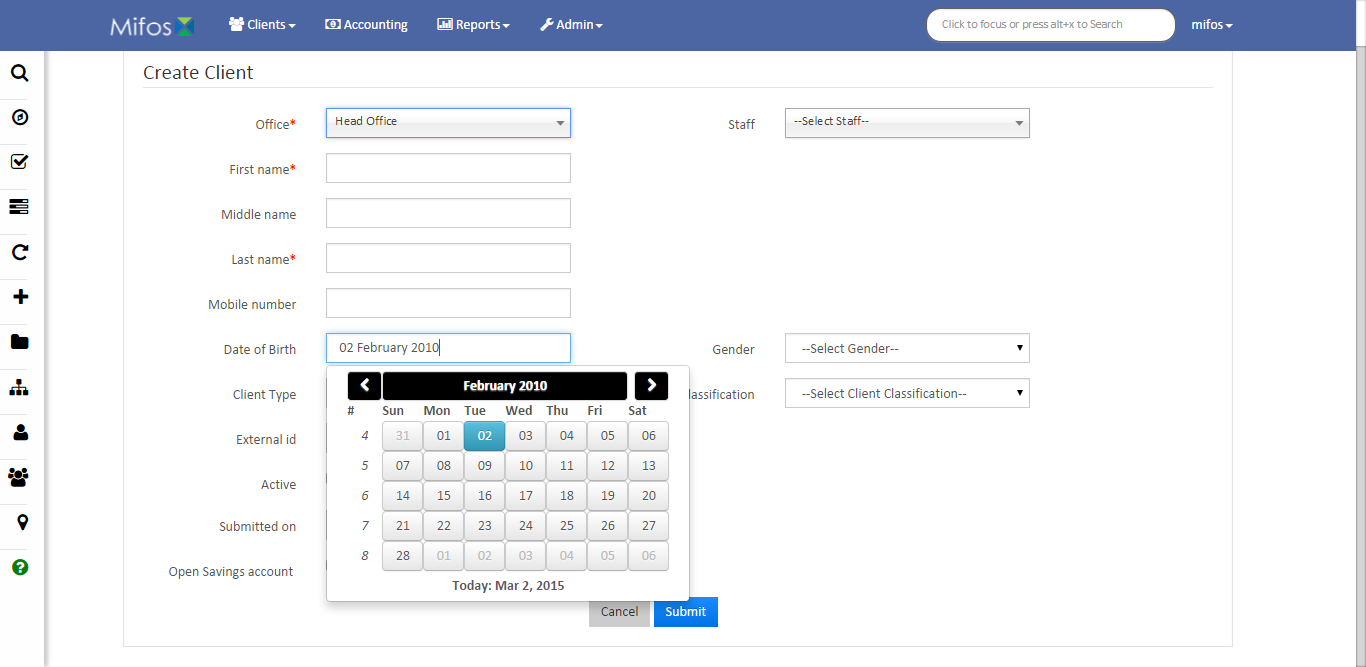 Mifos X Clients Accounting Reports Admin Click to focus or press alt+x to Search mifos
Create Client
Office* Head Office Staff --Select Staff--
First name*
Middle name
Last name*
Mobile number
Date of Birth 02 February 2010 Gender --Select Gender--
Client Type lassification --Select Client Classification--
External id
Active
Submitted on
Open Savings account
February 2010
# Sun Mon Tue Wed Thu Fri Sat
4 31 01 02 03 04 05 06
5 07 08 09 10 11 12 13
6 14 15 16 17 18 19 20
7 21 22 23 24 25 26 27
8 28 01 02 03 04 05 06
Today: Mar 2, 2015
Cancel Submit